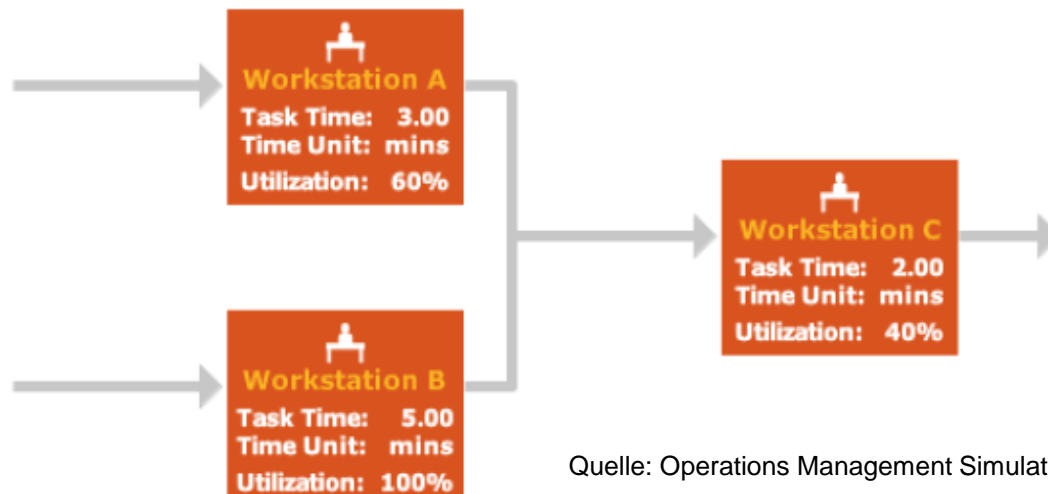 Workstation A
Task Time: 3.00
Time Unit: mins
Utilization: 60%
Workstation C
Task Time: 2.00
Time Unit: mins
Utilization: 40%
Workstation B
Task Time: 5.00
Time Unit: mins
Utilization: 100%
Quelle: Operations Management Simulat